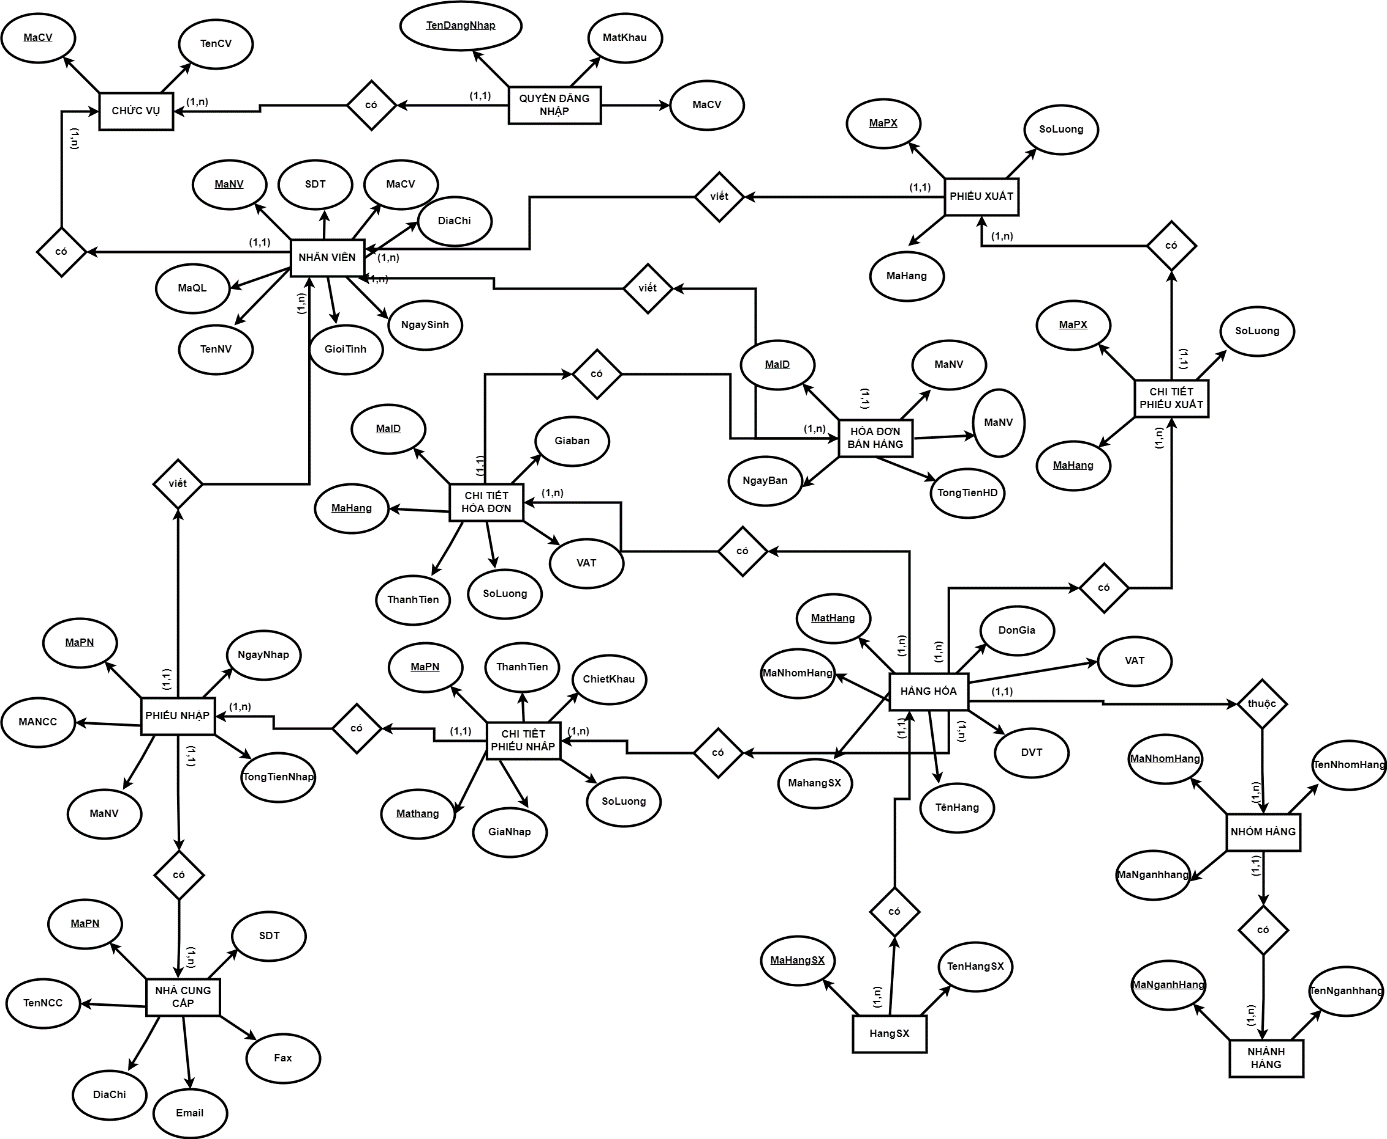 MaCV
TenCV
CHỨC VỤ
(1,n)
có
(1,1)
TenDangNhap
MatKhau
QUYỀN ĐĂNG
NHẬP
MaCV
(1,n)
MaPX
SoLuong
PHIẾU XUẤT
(1,1)
viết
MaHang
(1,n)
có
MaNV
SDT
MaCV
DiaChi
NHÂN VIÊN
(1,1)
có
(1,n)
(1,n)
(1,n)
MaQL
TenNV
GioiTinh
NgaySinh
viết
MaPX
SoLuong
(1,1)
CHI TIẾT
PHIẾU XUẤT
(1,n)
MaHang
có
MaID
MaNV
(1,1)
MaNV
HÓA ĐƠN
BÁN HÀNG
(1,n)
NgayBan
TongTienHD
MaID
Giaban
(1,1)
CHI TIẾT
HÓA ĐƠN
(1,n)
MaHang
VAT
ThanhTien
SoLuong
viết
có
có
MatHang
DonGia
VAT
(1,n)
(1,n)
MaNhomHang
HÀNG HÓA
(1,1)
thuộc
(1,1)
(1,n)
DVT
MahangSX
TênHang
MaPN
NgayNhap
(1,1)
PHIẾU NHẬP
(1,n)
MANCC
(1,1)
TongTienNhap
MaNV
có
MaPN
ThanhTien
ChietKhau
(1,1)
CHI TIẾT
PHIẾU NHẬP
(1,n)
có
Mathang
GiaNhap
SoLuong
MaNhomHang
TenNhomHang
(1,n)
NHÓM HÀNG
(1,1)
MaNganhhang
có
có
MaPN
SDT
(1,n)
NHÀ CUNG
CẤP
TenNCC
Fax
DiaChi
Email
có
MaHangSX
TenHangSX
(1,n)
HangSX
MaNganhHang
TenNganhhang
(1,n)
NHÁNH
HÀNG